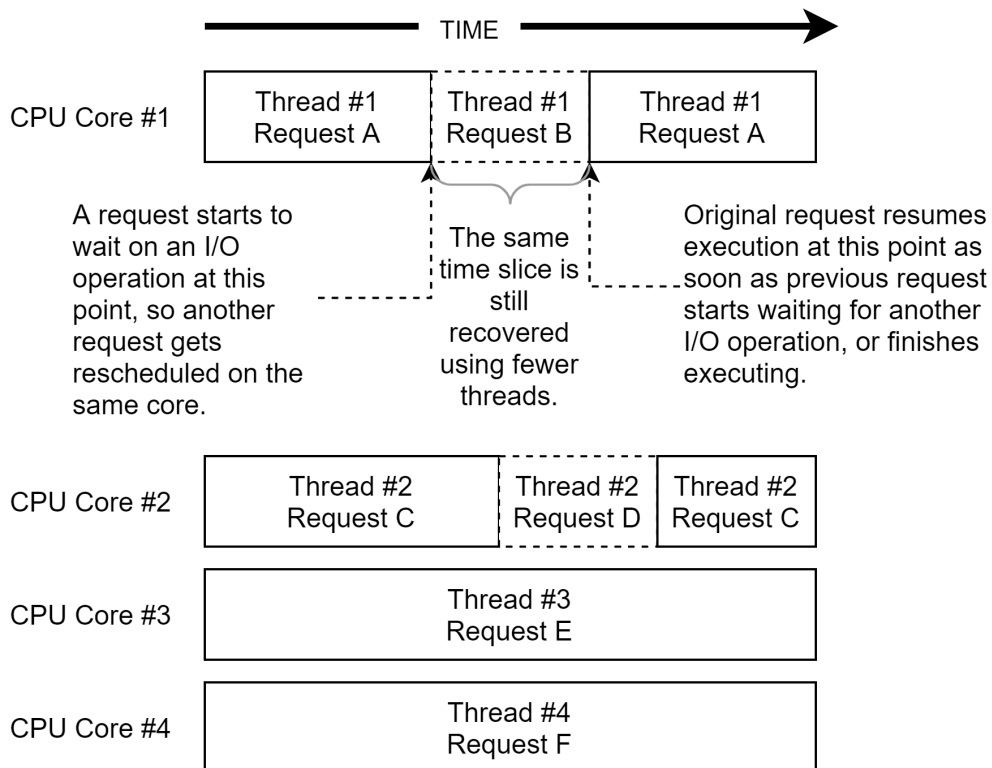 TIME
CPU Core #1
Thread #1
Request A
Thread #1
Request B
Thread #1
Request A
A request starts to
wait on an I/O
operation at this
point, so another
request gets
rescheduled on the
same core.
The same
time slice is
still
recovered
using fewer
threads.
Original request resumes
execution at this point as
soon as previous request
starts waiting for another
I/O operation, or finishes
executing.
CPU Core #2
Thread #2
Request C
Thread #2
Request D
Thread #2
Request C
CPU Core #3
Thread #3
Request E
CPU Core #4
Thread #4
Request F